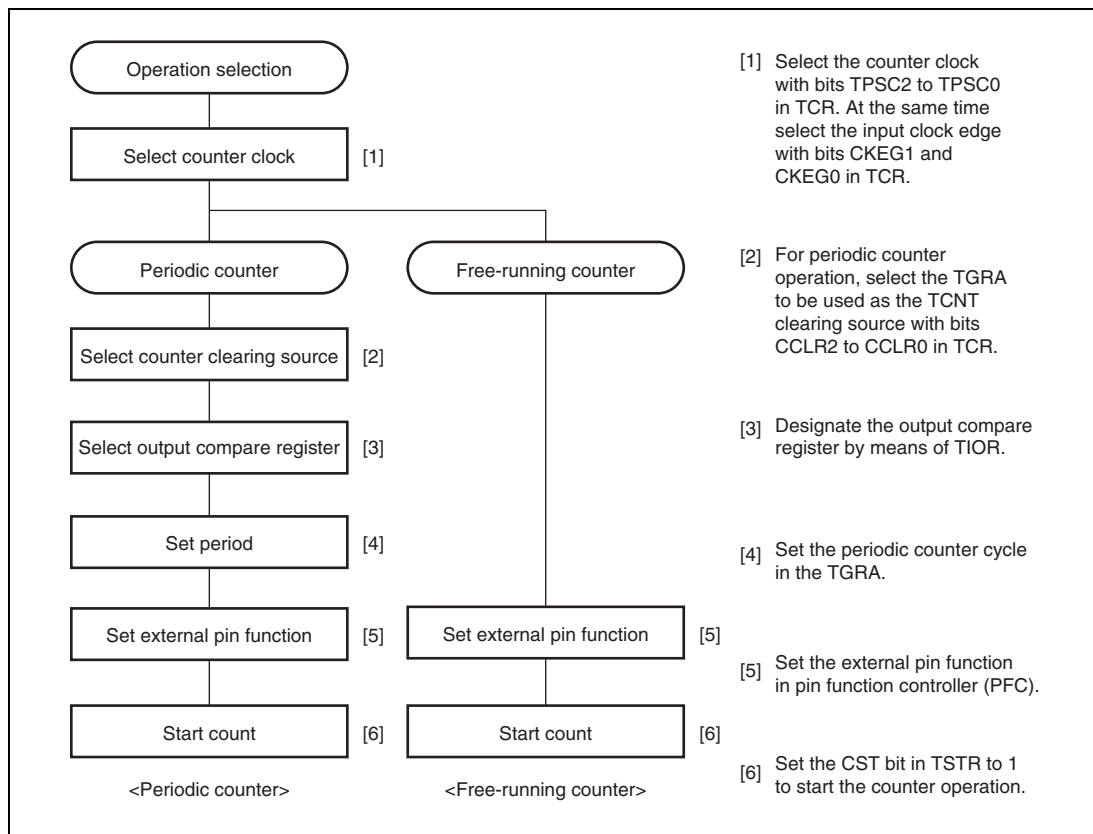 Operation selection
Select counter clock
[1]
Periodic counter
Free-running counter
Select counter clearing source
[2]
Select output compare register
[3]
Set period
[4]
Set external pin function
[5]
Set external pin function
[5]
Start count
[6]
Start count
[6]
<Periodic counter>
<Free-running counter>
[1] Select the counter clock
with bits TPSC2 to TPSC0
in TCR. At the same time
select the input clock edge
with bits CKEG1 and
CKEG0 in TCR.
[2] For periodic counter
operation, select the TGRA
to be used as the TCNT
clearing source with bits
CCLR2 to CCLR0 in TCR.
[3] Designate the output compare
register by means of TIOR.
[4] Set the periodic counter cycle
in the TGRA.
[5] Set the external pin function
in pin function controller (PFC).
[6] Set the CST bit in TSTR to 1
to start the counter operation.